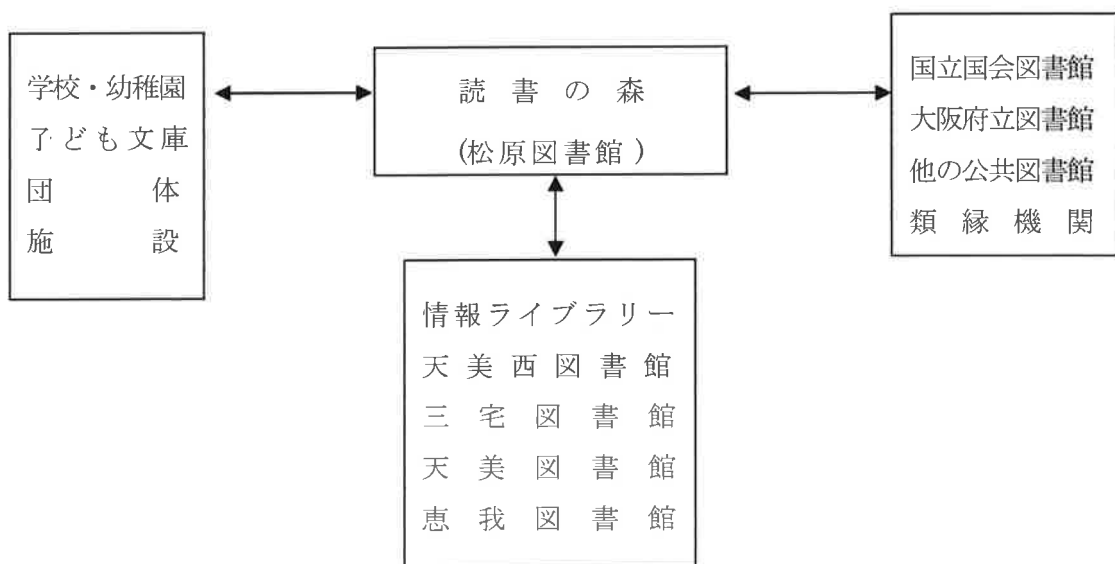 学校・幼稚園
子ども文庫
団体
施設
読書の森
(松原図書館)
国立国会図書館
大阪府立図書館
他の公共図書館
類縁機関
情報ライブラリー
天美西図書館
三宅図書館
天美図書館
恵我図書館